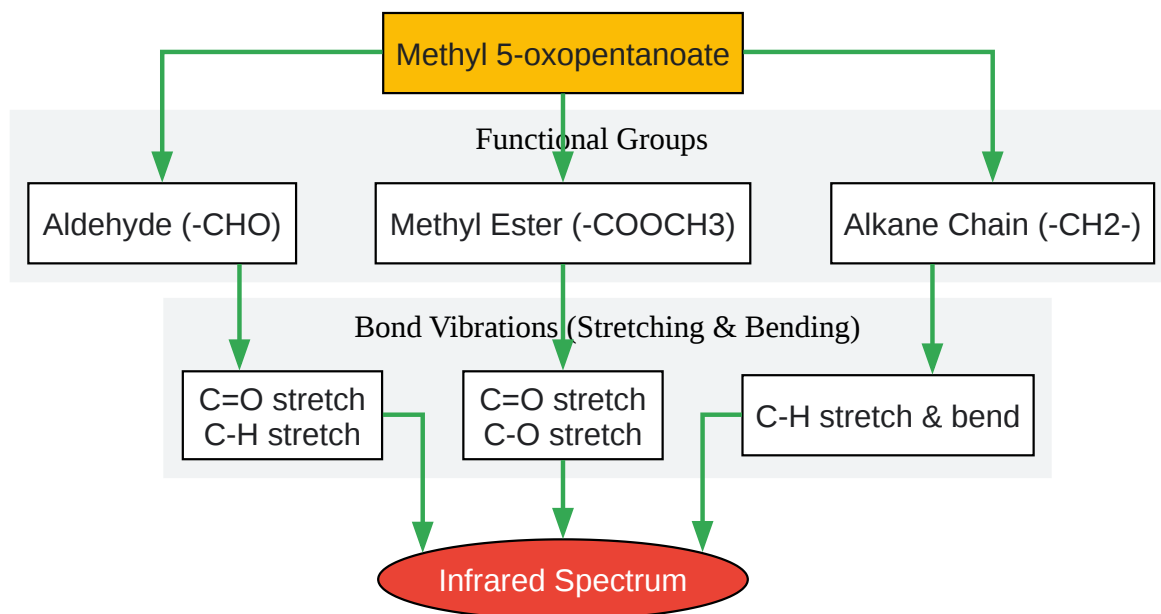 Methyl 5-oxopentanoate
Functional Groups
Aldehyde (-CHO)
Methyl Ester (-COOCH3)
Alkane Chain (-CH2-)
Bond Vibrations (Stretching & Bending)
C=O stretch
C-H stretch
C=O stretch
C-O stretch
C-H stretch & bend
Infrared Spectrum